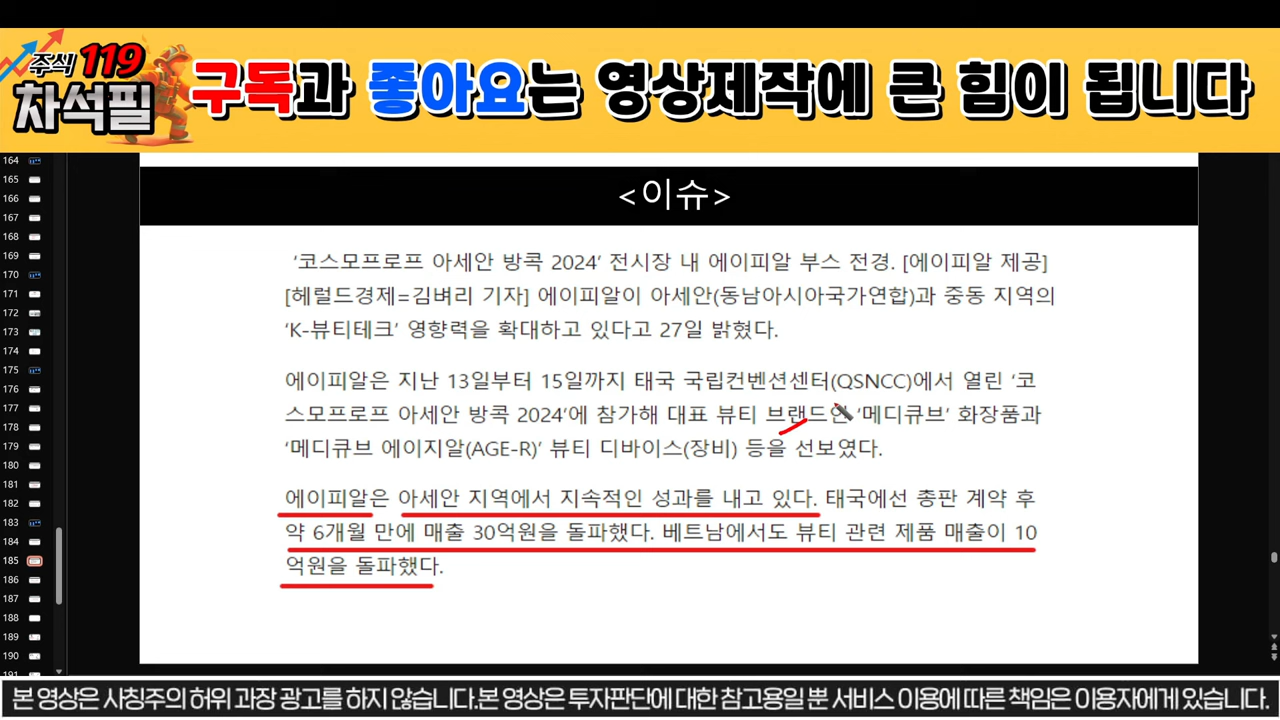 주식 119
차석필
구독과 좋아요는 영상제작에 큰 힘이 됩니다
<이슈>
‘코스모프로프 아세안 방콕 2024’ 전시장 내 에이피알 부스 전경. [에이피알 제공]
[헤럴드경제=김벼리 기자] 에이피알이 아세안(동남아시아국가연합)과 중동 지역의
‘K-뷰티테크’ 영향력을 확대하고 있다고 27일 밝혔다.
에이피알은 지난 13일부터 15일까지 태국 국립컨벤션센터(QSNCC)에서 열린 ‘코
스모프로프 아세안 방콕 2024’에 참가해 대표 뷰티 브랜드인 ‘메디큐브’ 화장품과
‘메디큐브 에이지알(AGE-R)’ 뷰티 디바이스(장비) 등을 선보였다.
에이피알은 아세안 지역에서 지속적인 성과를 내고 있다. 태국에선 총판 계약 후
약 6개월 만에 매출 30억원을 돌파했다. 베트남에서도 뷰티 관련 제품 매출이 10
억원을 돌파했다.
164
165
166
167
168
169
170
171
172
173
174
175
176
177
178
179
180
181
182
183
184
185
186
187
188
189
190
191
본 영상은 사칭주의 허위 과장 광고를 하지 않습니다.본 영상은 투자판단에 대한 참고용일 뿐 서비스 이용에 따른 책임은 이용자에게 있습니다.